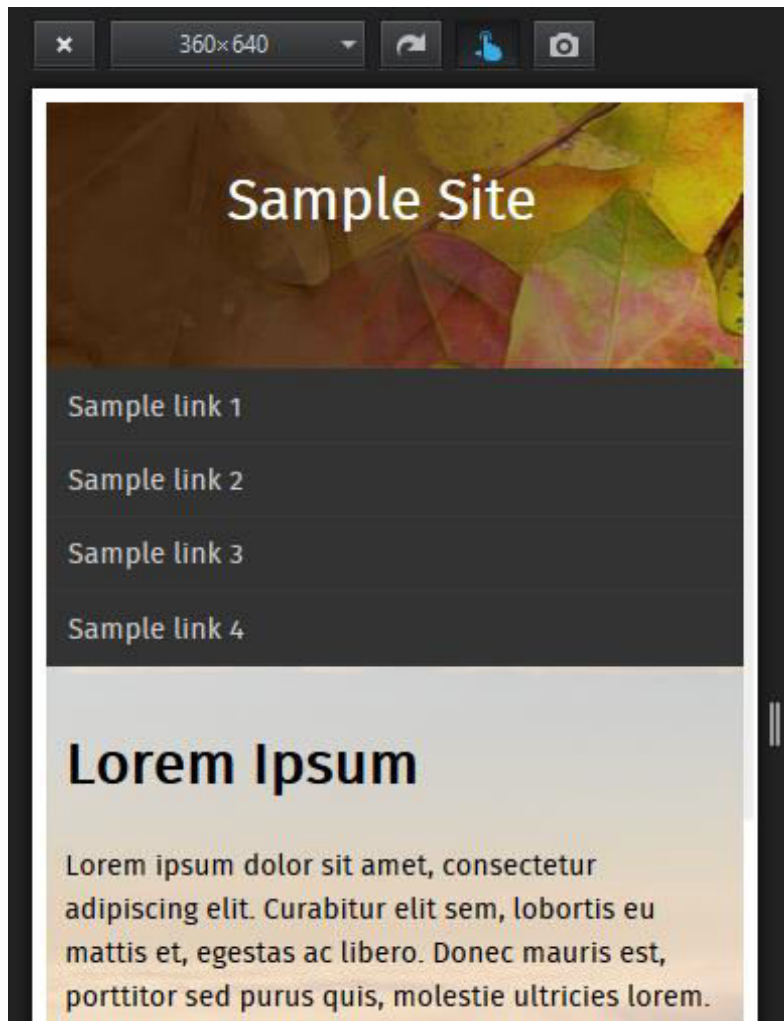 360×640
Sample Site
Sample link 1
Sample link 2
Sample link 3
Sample link 4
Lorem Ipsum
Lorem ipsum dolor sit amet, consectetur
adipiscing elit. Curabitur elit sem, lobortis eu
mattis et, egestas ac libero. Donec mauris est,
porttitor sed purus quis, molestie ultricies lorem.